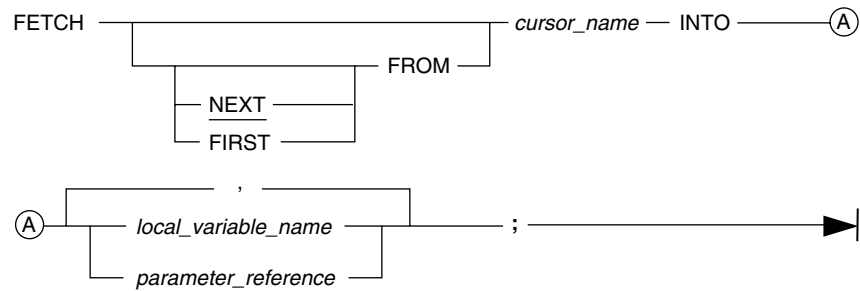 FETCH cursor_name INTO A
FROM
NEXT
FIRST
,
A local_variable_name ;
parameter_reference